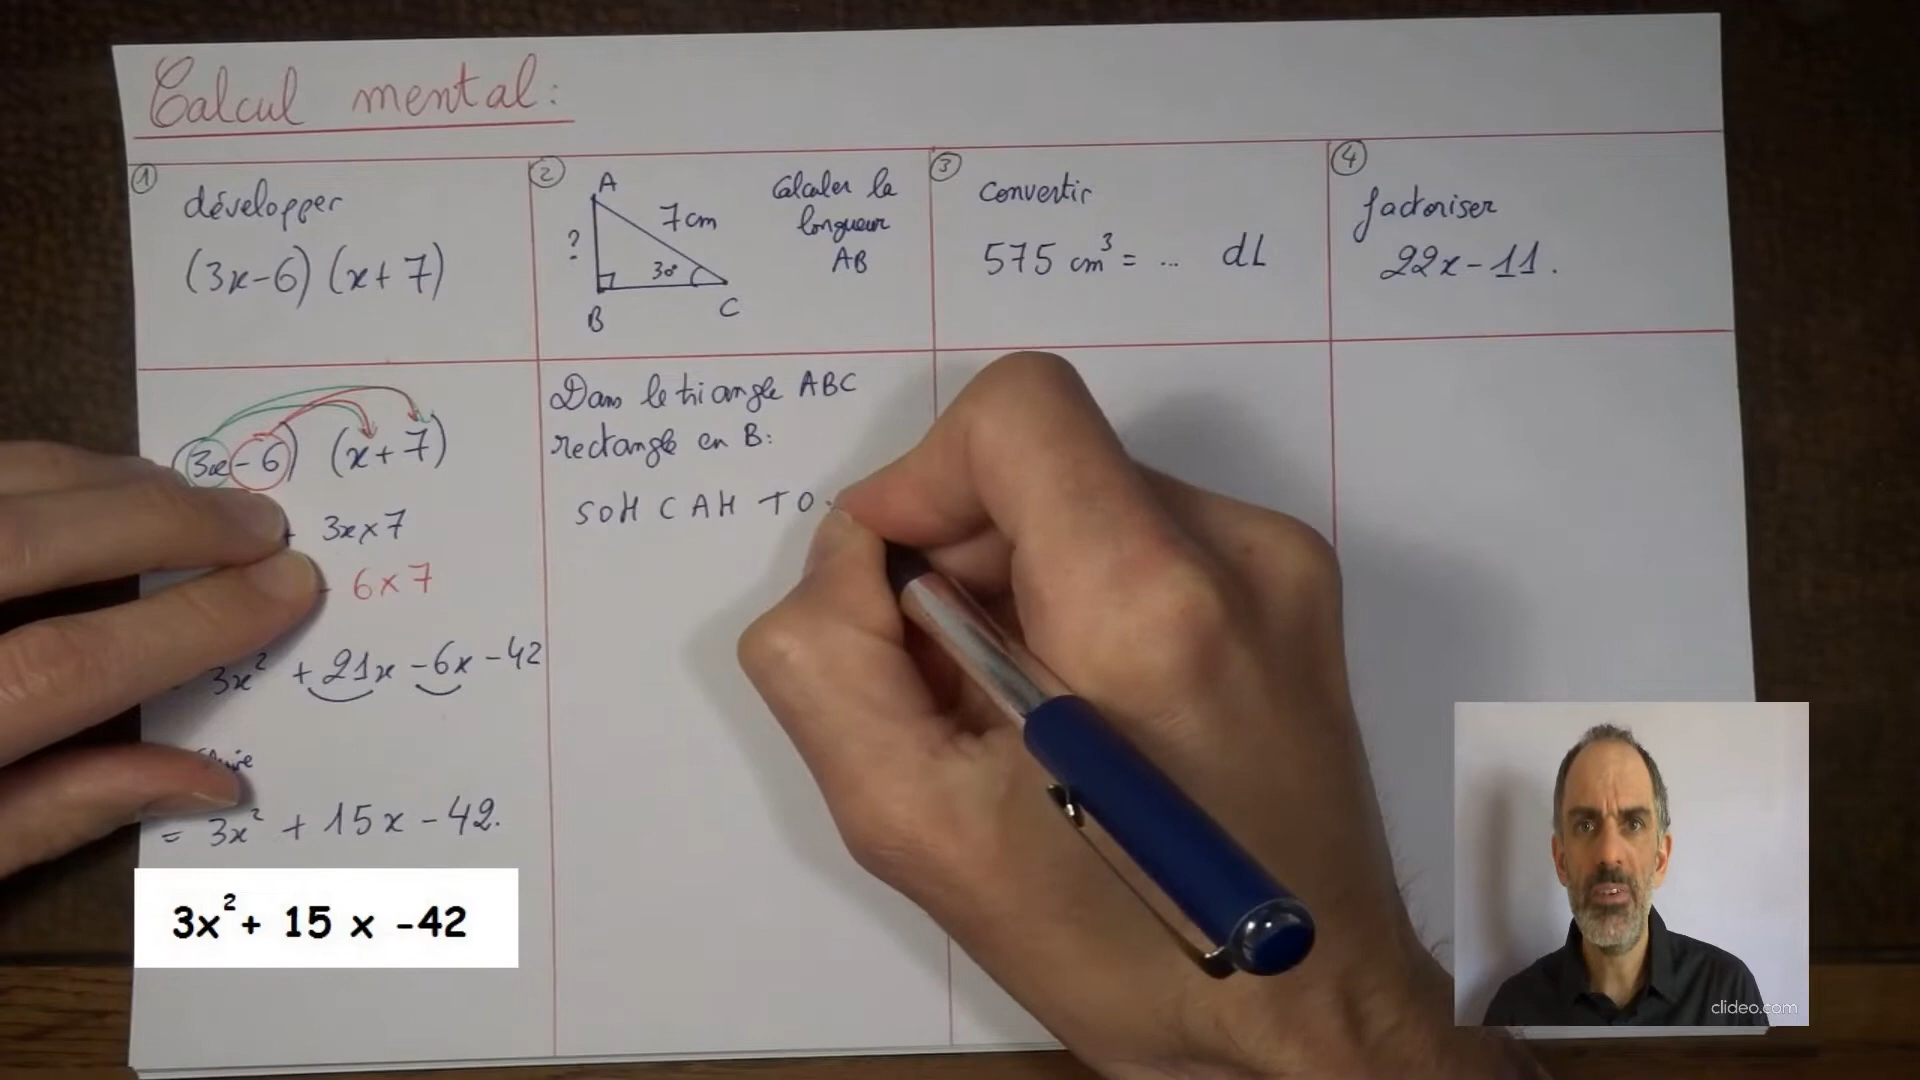 Calcul mental:
1
développer
(3x-6) (x+7)
2
A
7cm
?
30°
B
C
Calculer la
longueur
AB
3
convertir
575 cm³ = ... dL
4
factoriser
22x-11.
(3x-6) (x+7)
+ 3x×7
- 6×7
3x² +21x -6x -42
= 3x² + 15x - 42.
3x²+ 15 x -42
Dans le triangle ABC
rectangle en B:
SOH CAH TO
clideo.com